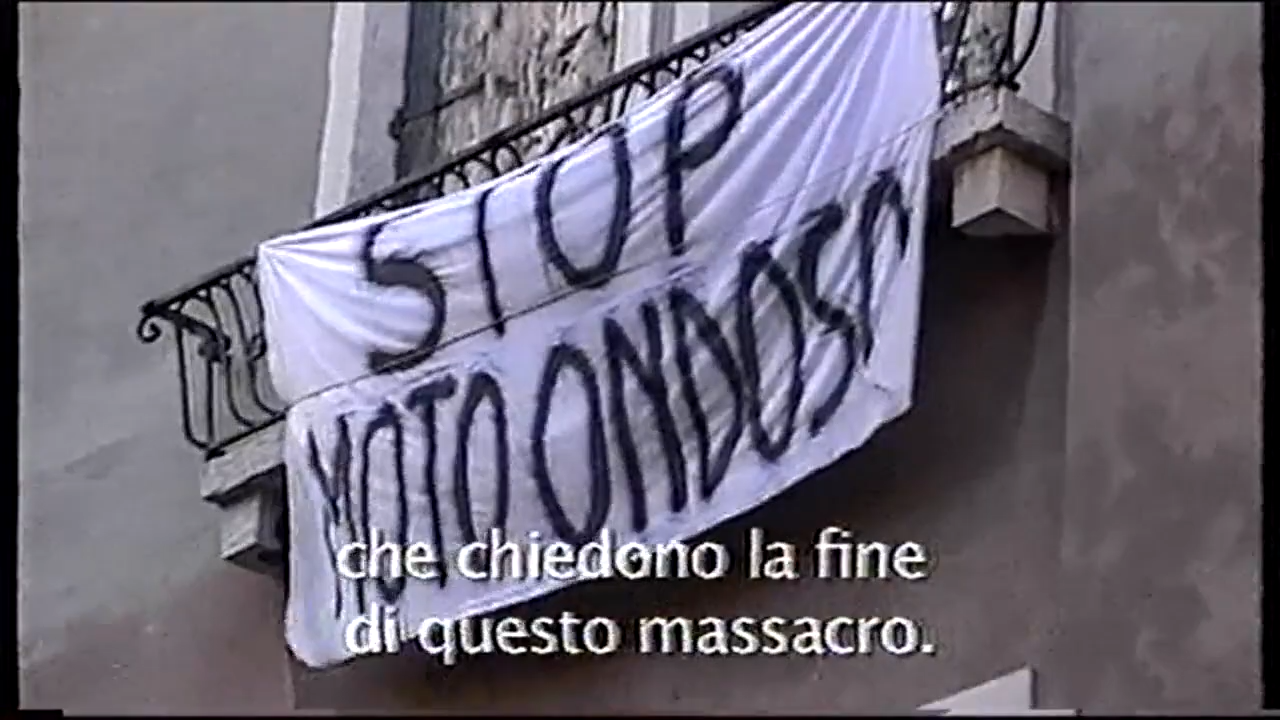 STOP
MOTO ONDOSO
che chiedono la fine
di questo massacro.